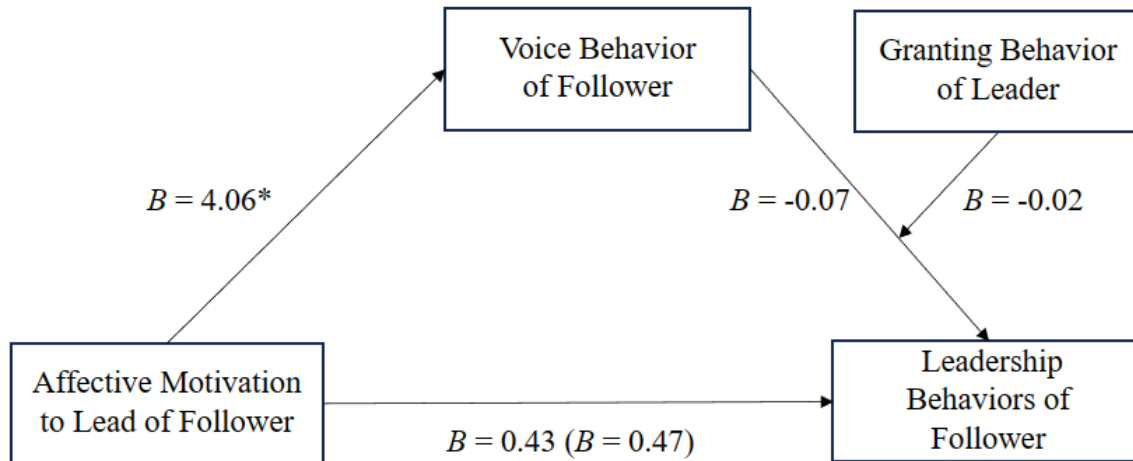 Voice Behavior
of Follower
Granting Behavior
of Leader
B = 4.06*
B = -0.07
B = -0.02
Affective Motivation
to Lead of Follower
B = 0.43 (B = 0.47)
Leadership
Behaviors of
Follower